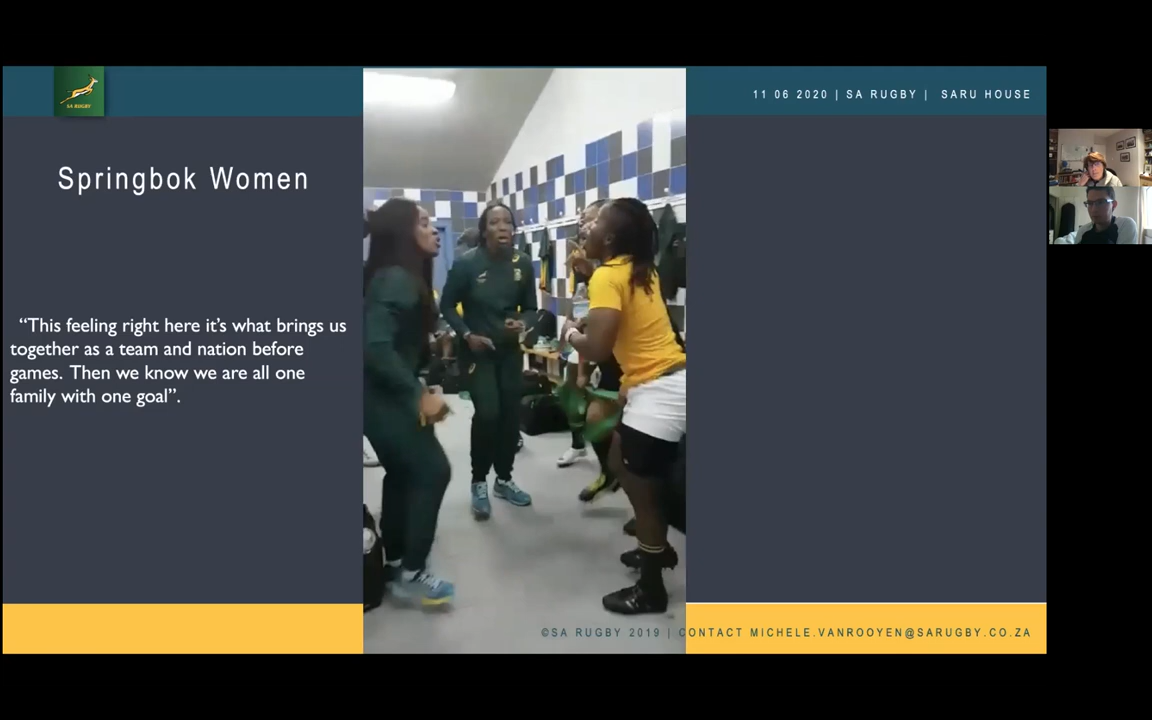 SA RUGBY
11 06 2020 | SA RUGBY | SARU HOUSE
Springbok Women
“This feeling right here it’s what brings us
together as a team and nation before
games. Then we know we are all one
family with one goal”.
©SA RUGBY 2019 | CONTACT MICHELE.VANROOYEN@SARUGBY.CO.ZA